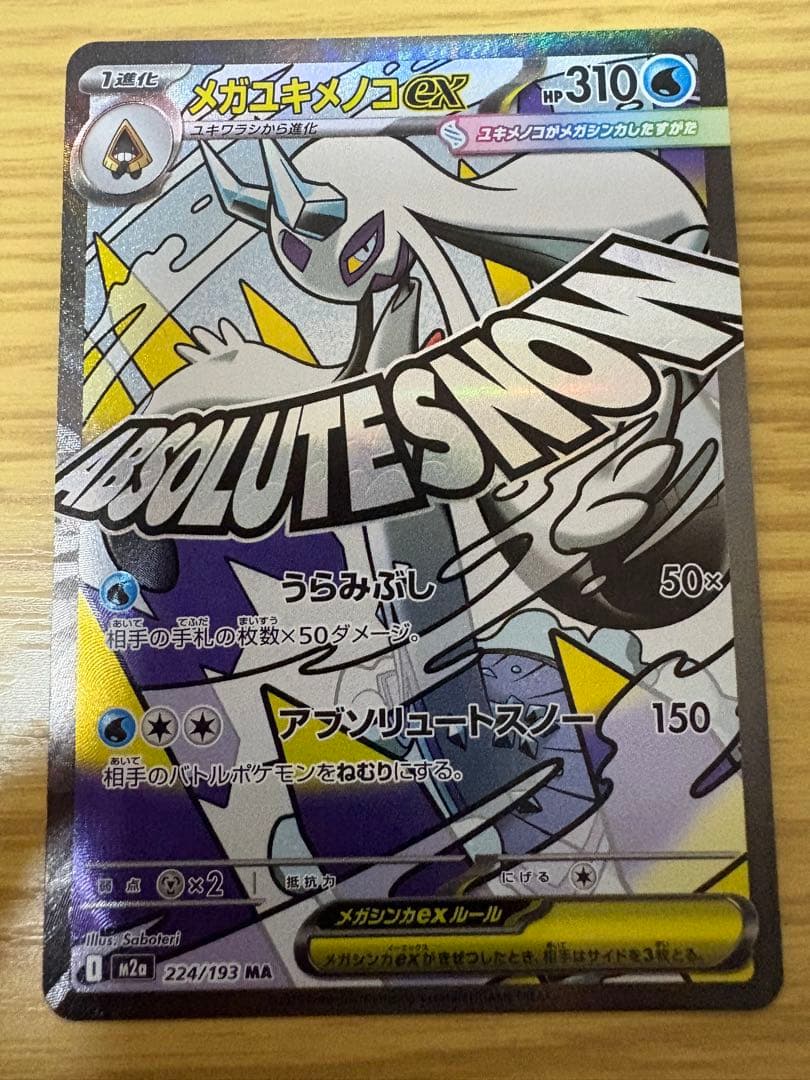 1進化
メガユキメノコex
HP310
ユキワラシから進化
ユキメノコがメガシンカしたすがた
ABSOLUTESNOW
うらみぶし 50×
相手の手札の枚数×50ダメージ。
アブソリュートスノー 150
相手のバトルポケモンをねむりにする。
弱点 ×2 抵抗力 にげる
メガシンカexルール
メガシンカexがきぜつしたとき、相手はサイドを3枚とる。
Illus. Saboteri
I m2a 224/193 MA